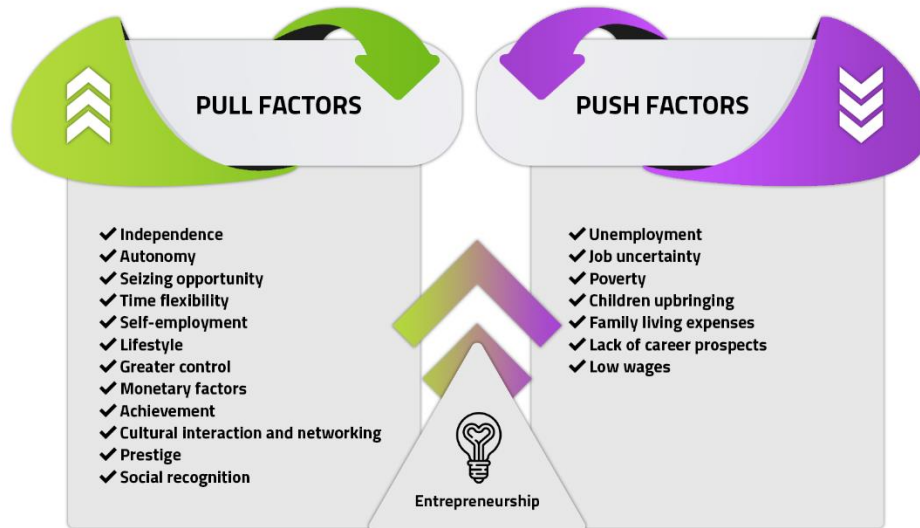 PULL FACTORS
Independence
Autonomy
Seizing opportunity
Time flexibility
Self-employment
Lifestyle
Greater control
Monetary factors
Achievement
Cultural interaction and networking
Prestige
Social recognition
PUSH FACTORS
Unemployment
Job uncertainty
Poverty
Children upbringing
Family living expenses
Lack of career prospects
Low wages
Entrepreneurship